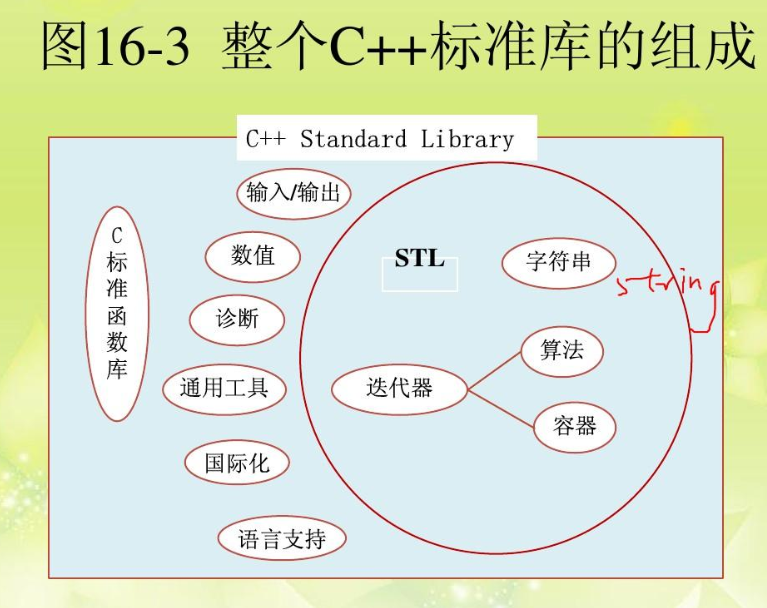 图16-3 整个C++标准库的组成
C++ Standard Library
C标准函数库
输入/输出
数值
诊断
通用工具
国际化
语言支持
STL
字符串
string
迭代器
算法
容器